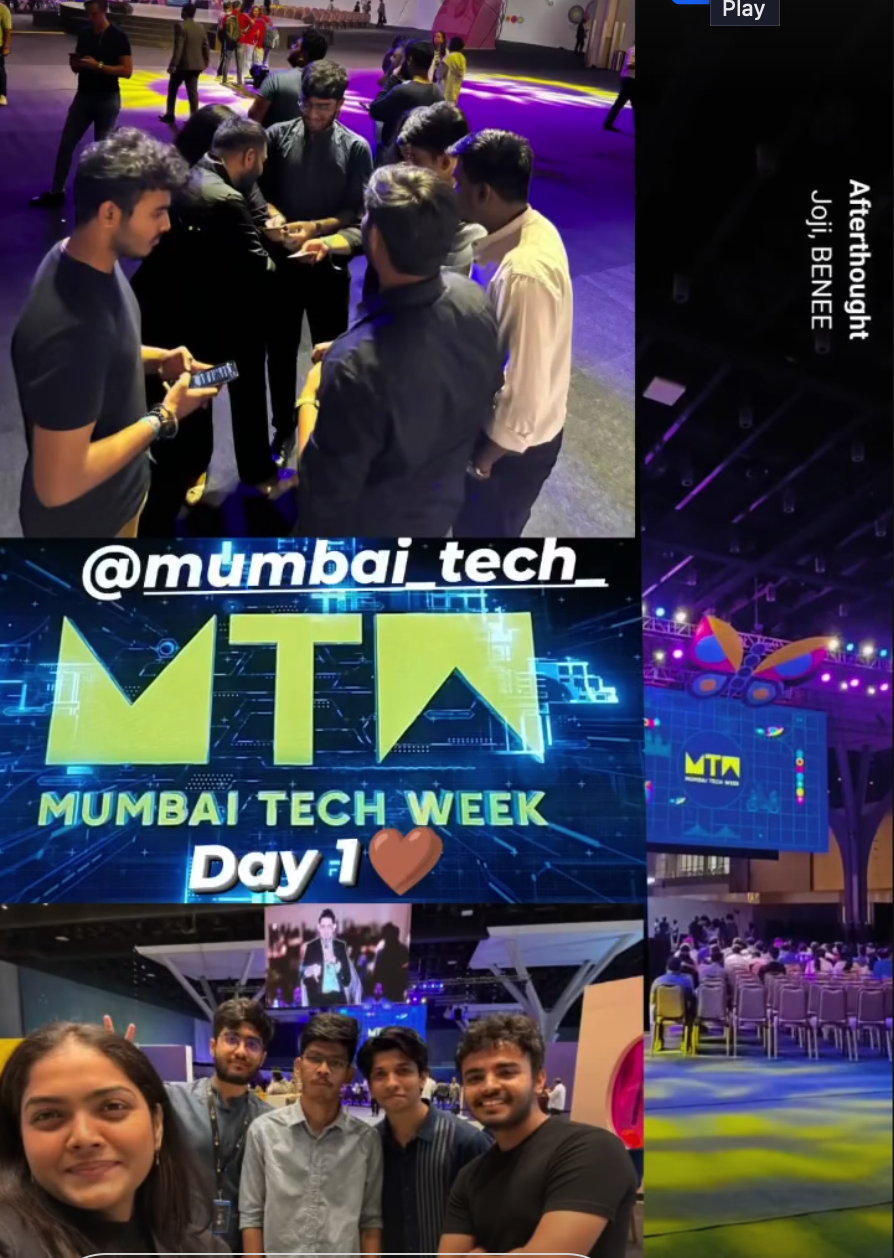 Play
Afterthought
Joji, BENEE
@mumbai_tech_
MTW
MUMBAI TECH WEEK
Day 1
MTW
MUMBAI TECH WEEK